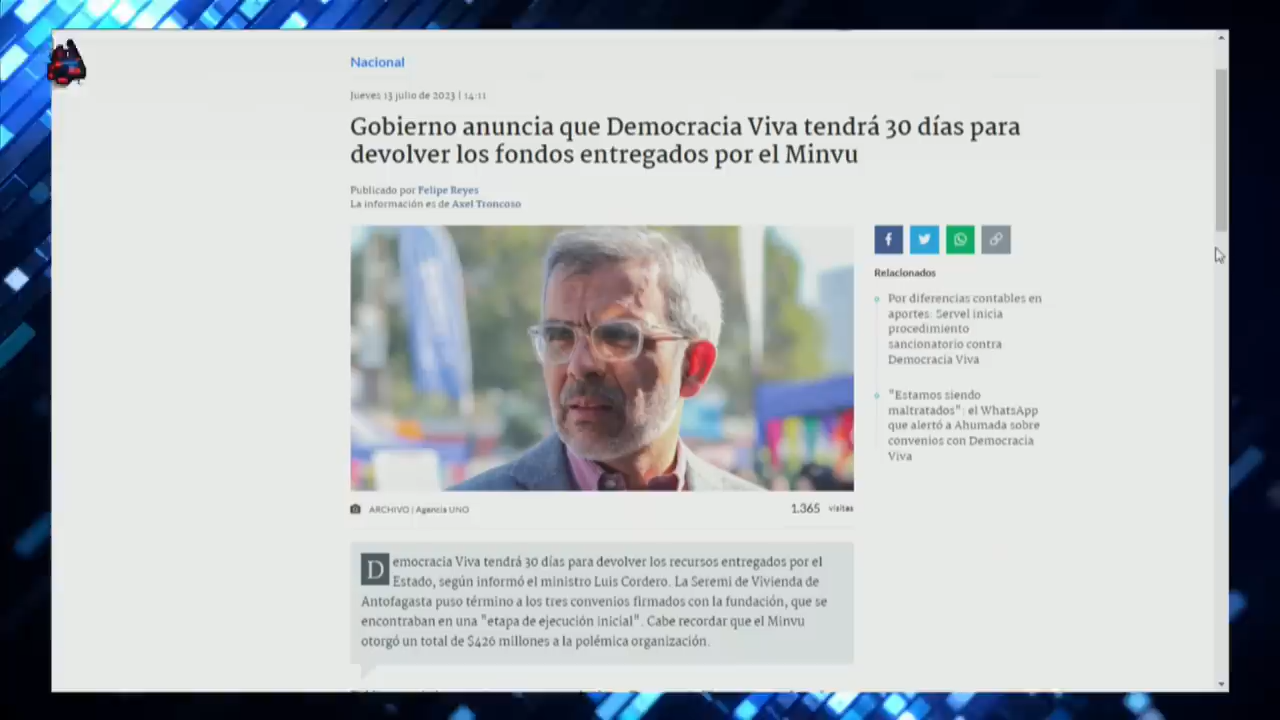 Nacional
Jueves 13 julio de 2023 | 14:11
Gobierno anuncia que Democracia Viva tendrá 30 días para
devolver los fondos entregados por el Minvu
Publicado por Felipe Reyes
La información es de Axel Troncoso
Relacionados
Por diferencias contables en
aportes: Servel inicia
procedimiento
sancionatorio contra
Democracia Viva
"Estamos siendo
maltratados": el WhatsApp
que alertó a Ahumada sobre
convenios con Democracia
Viva
ARCHIVO | Agencia UNO
1.365 visitas
Democracia Viva tendrá 30 días para devolver los recursos entregados por el
Estado, según informó el ministro Luis Cordero. La Seremi de Vivienda de
Antofagasta puso término a los tres convenios firmados con la fundación, que se
encontraban en una "etapa de ejecución inicial". Cabe recordar que el Minvu
otorgó un total de $426 millones a la polémica organización.